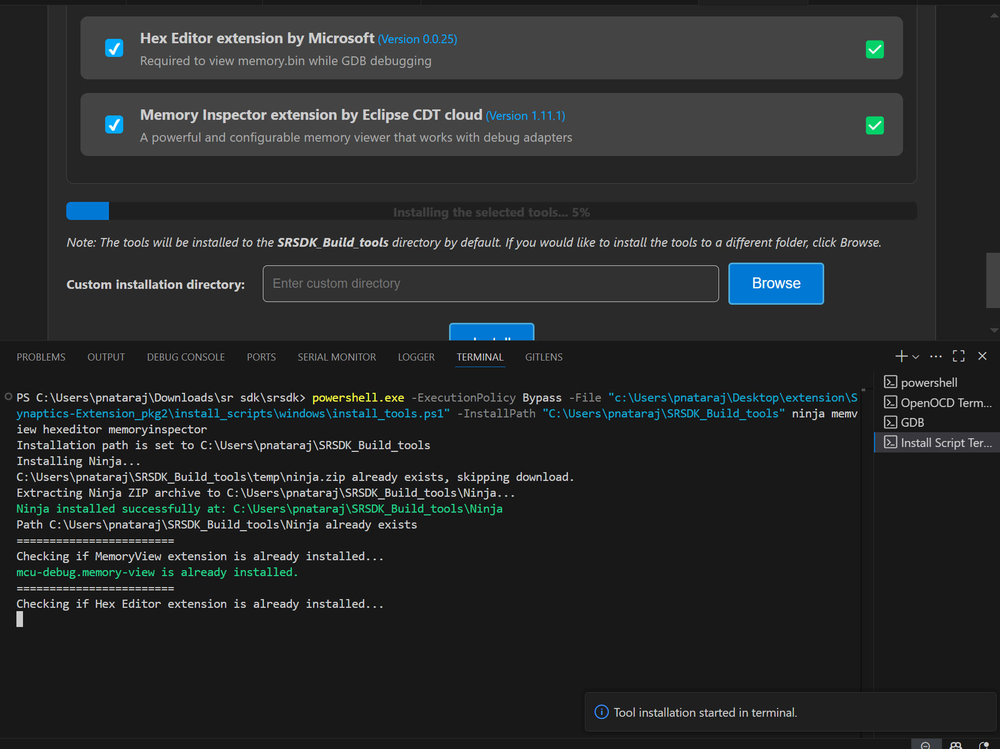 Hex Editor extension by Microsoft (Version 0.0.25)
Required to view memory.bin while GDB debugging
Memory Inspector extension by Eclipse CDT cloud (Version 1.11.1)
A powerful and configurable memory viewer that works with debug adapters
Installing the selected tools... 5%
Note: The tools will be installed to the SRSDK_Build_tools directory by default. If you would like to install the tools to a different folder, click Browse.
Custom installation directory: Enter custom directory Browse
PROBLEMS OUTPUT DEBUG CONSOLE PORTS SERIAL MONITOR LOGGER TERMINAL GITLENS
PS C:\Users\pnataraj\Downloads\sr sdk\srsdk> powershell.exe -ExecutionPolicy Bypass -File "c:\Users\pnataraj\Desktop\extension\S
ynaptics-Extension_pkg2\install_scripts\windows\install_tools.ps1" -InstallPath "C:\Users\pnataraj\SRSDK_Build_tools" ninja memv
iew hexeditor memoryinspector
Installation path is set to C:\Users\pnataraj\SRSDK_Build_tools
Installing Ninja...
C:\Users\pnataraj\SRSDK_Build_tools\temp\ninja.zip already exists, skipping download.
Extracting Ninja ZIP archive to C:\Users\pnataraj\SRSDK_Build_tools\Ninja...
Ninja installed successfully at: C:\Users\pnataraj\SRSDK_Build_tools\Ninja
Path C:\Users\pnataraj\SRSDK_Build_tools\Ninja already exists
========================
Checking if MemoryView extension is already installed...
mcu-debug.memory-view is already installed.
========================
Checking if Hex Editor extension is already installed...
powershell
OpenOCD Term...
GDB
Install Script Ter...
Tool installation started in terminal.